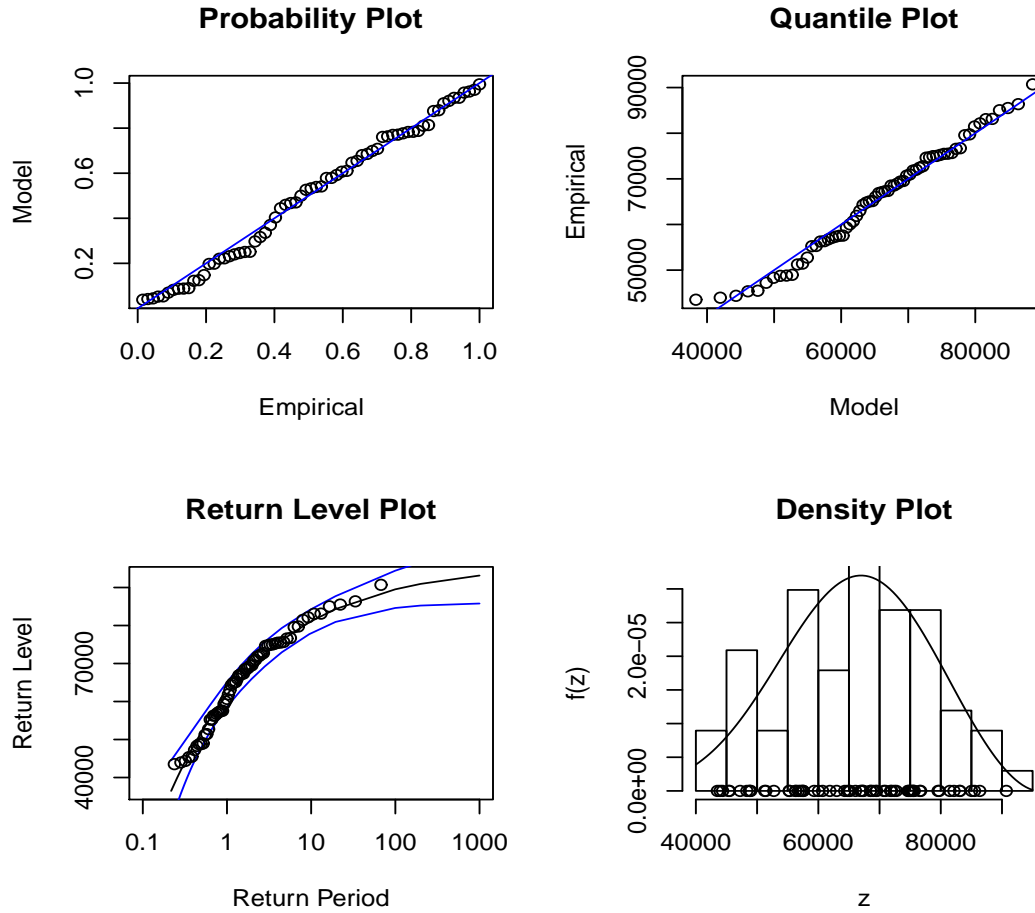 Probability Plot
Model
1.0
0.6
0.2
0.0 0.2 0.4 0.6 0.8 1.0
Empirical
Quantile Plot
Empirical
90000
70000
50000
40000 60000 80000
Model
Return Level Plot
Return Level
70000
40000
0.1 1 10 100 1000
Return Period
Density Plot
f(z)
2.0e−05
0.0e+00
40000 60000 80000
z